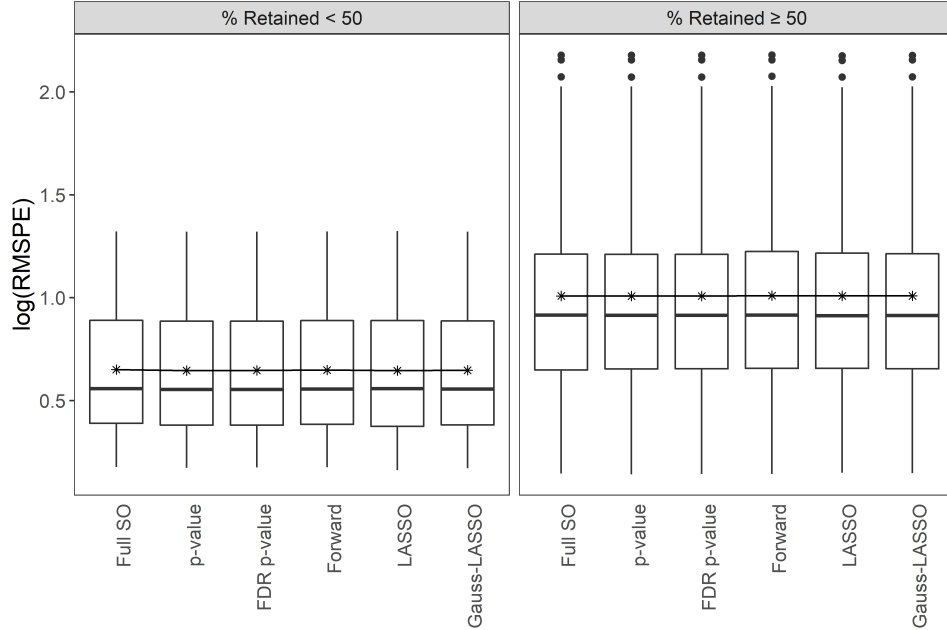 % Retained < 50
% Retained ≥ 50
log(RMSPE)
2.0
1.5
1.0
0.5
Full SO
p-value
FDR p-value
Forward
LASSO
Gauss-LASSO
Full SO
p-value
FDR p-value
Forward
LASSO
Gauss-LASSO